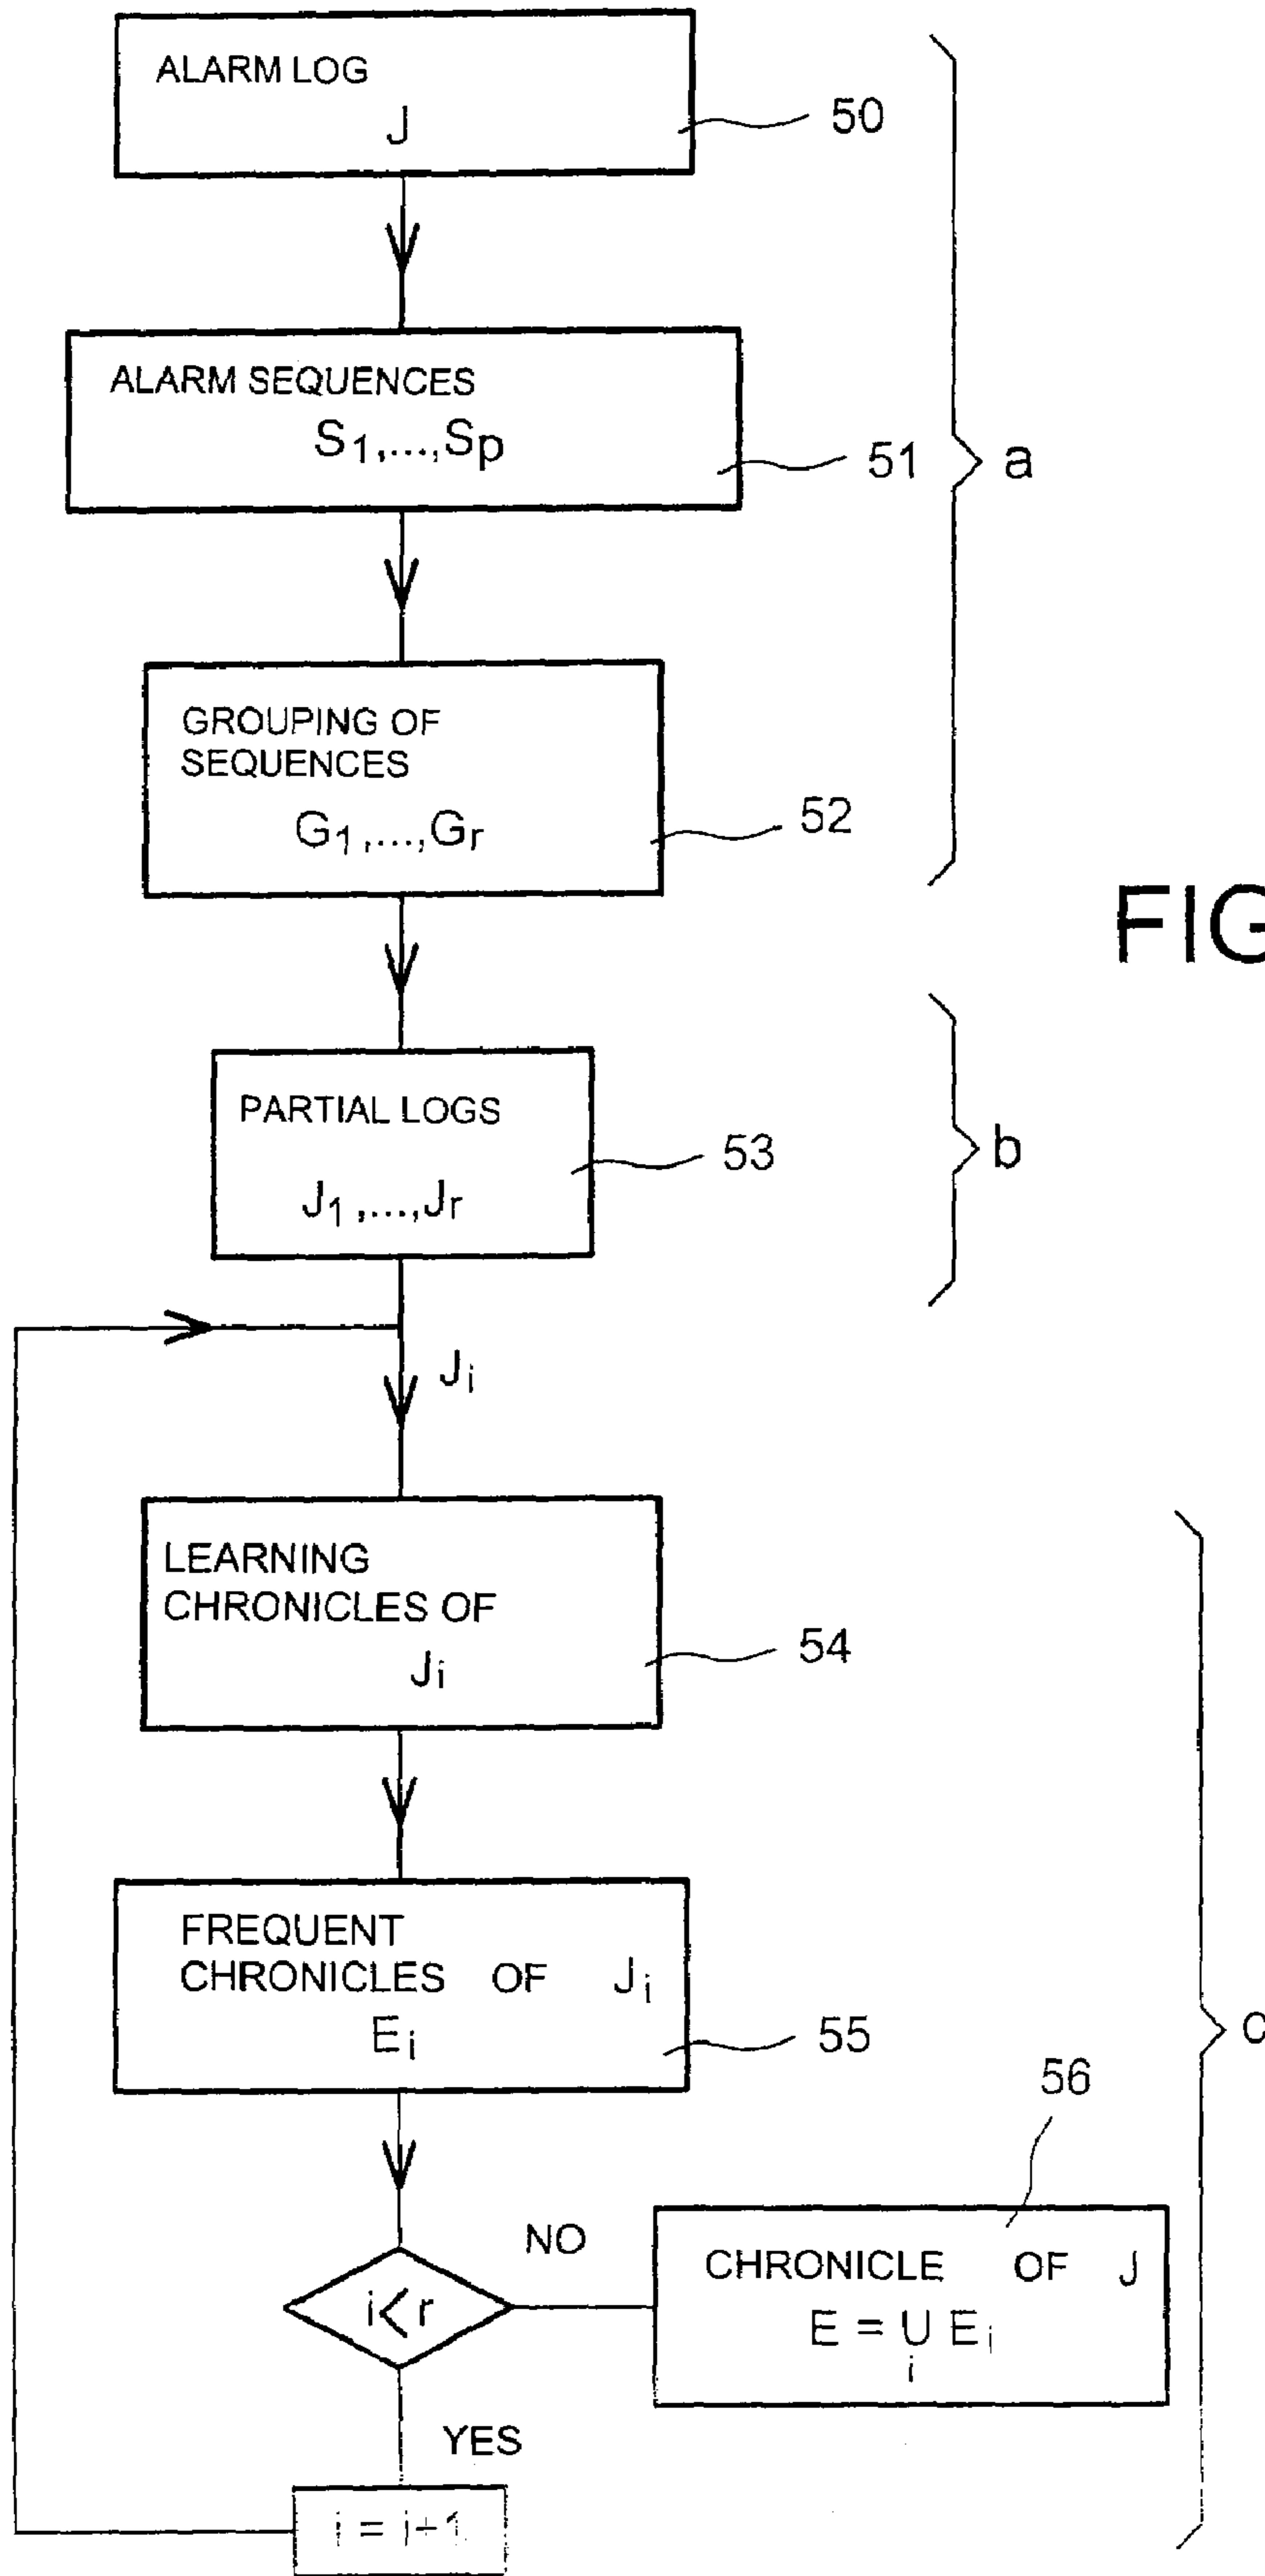 ALARM LOG
J
50
ALARM SEQUENCES
S1,...,Sp
51
a
GROUPING OF
SEQUENCES
G1,...,Gr
52
FIG
PARTIAL LOGS
J1,...,Jr
53
b
Ji
LEARNING
CHRONICLES OF
Ji
54
FREQUENT
CHRONICLES OF Ji
Ei
55
c
56
i<r
NO
CHRONICLE OF J
E = U Ei
i
YES
i = i+1